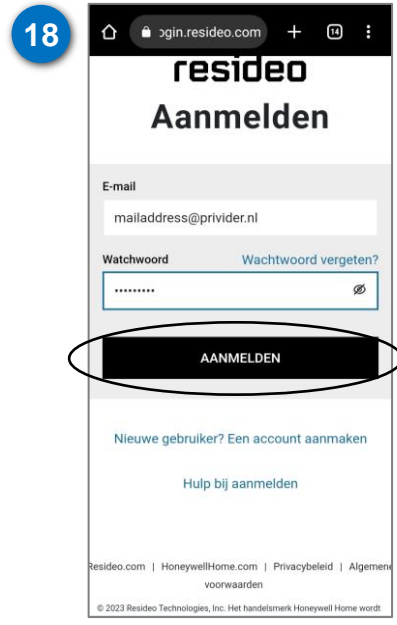 18
ogin.resideo.com + 14
resideo
Aanmelden
E-mail
mailaddress@privider.nl
Watchwoord Wachtwoord vergeten?
•••••••••
AANMELDEN
Nieuwe gebruiker? Een account aanmaken
Hulp bij aanmelden
Resideo.com | HoneywellHome.com | Privacybeleid | Algemene
voorwaarden
© 2023 Resideo Technologies, Inc. Het handelsmerk Honeywell Home wordt